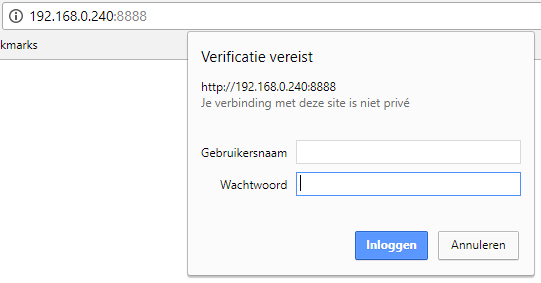 192.168.0.240:8888
kmarks
Verificatie vereist
http://192.168.0.240:8888
Je verbinding met deze site is niet privé
Gebruikersnaam
Wachtwoord
Inloggen Annuleren